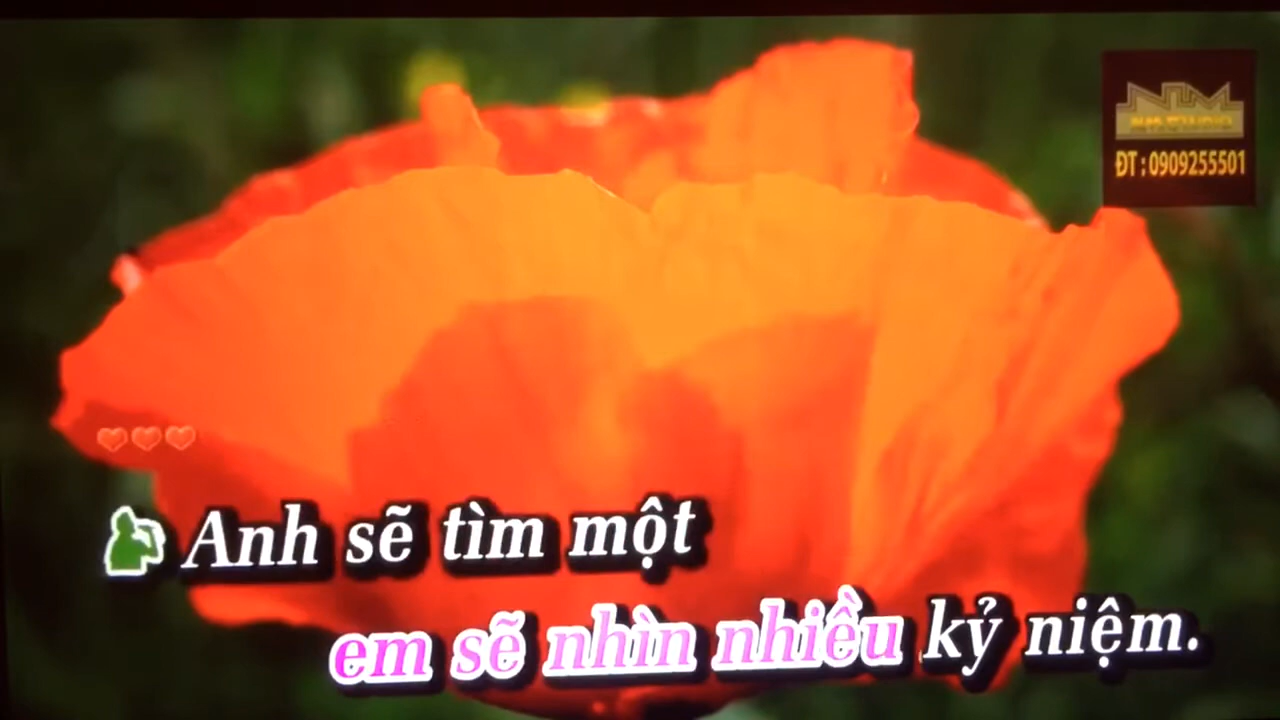 ĐT : 0909255501
Anh sẽ tìm một
em sẽ nhìn nhiều kỷ niệm.